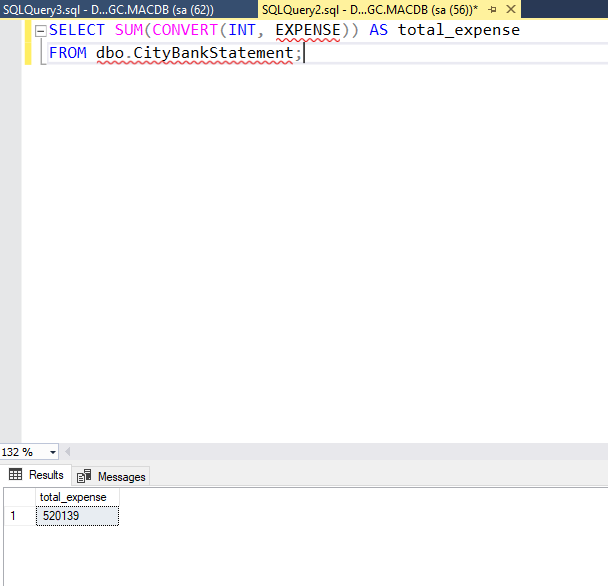 SQLQuery3.sql - D...GC.MACDB (sa (62))
SQLQuery2.sql - D...GC.MACDB (sa (56))*
SELECT SUM(CONVERT(INT, EXPENSE)) AS total_expense
FROM dbo.CityBankStatement;
132 %
Results
Messages
total_expense
1
520139